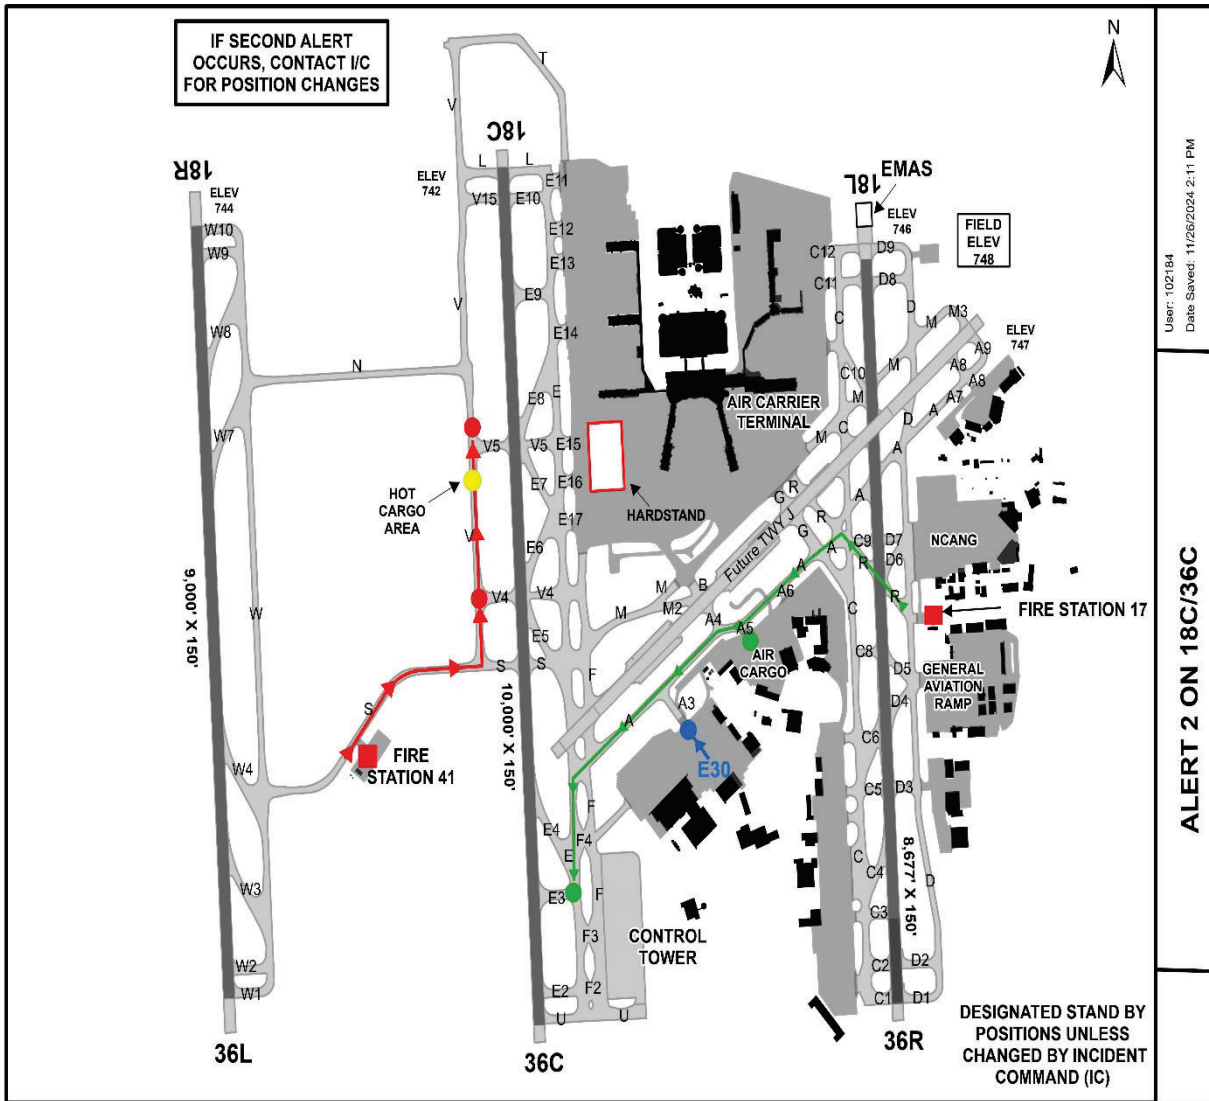 IF SECOND ALERT
OCCURS, CONTACT I/C
FOR POSITION CHANGES
N
T
V
18C
18R
L
L
ELEV
742
ELEV
744
V15
E10
E11
18L
EMAS
ELEV
746
FIELD
ELEV
748
W10
W9
E12
E13
C12
D9
C11
D8
V
E9
W8
E14
C
D
M
M3
ELEV
747
N
A9
A8
A8
A7
C10
M
M
E8
E
AIR CARRIER
TERMINAL
D
A
W7
V5
V5
E15
M
C
A
HOT
CARGO
AREA
E7
E16
HARDSTAND
G
R
A
E17
R
G
Future TWY J
V
E6
C9
D7
D6
NCANG
A
A
R
V4
V4
M
B
M
M2
A6
R
FIRE STATION 17
9,000' X 150'
W
E5
A4
A5
C
S
S
F
AIR
CARGO
C8
D5
GENERAL
AVIATION
RAMP
D4
10,000' X 150'
S
A
A3
C6
FIRE
STATION 41
W4
E30
C5
D3
F
E4
F4
E
8,677' X 150'
C
C4
D
W3
E3
F
C3
CONTROL
TOWER
F3
W2
C2
D2
W1
E2
F2
C1
D1
U
U
36L
36C
36R
DESIGNATED STAND BY
POSITIONS UNLESS
CHANGED BY INCIDENT
COMMAND (IC)
User: 102184
Date Saved: 11/26/2024 2:11 PM
ALERT 2 ON 18C/36C